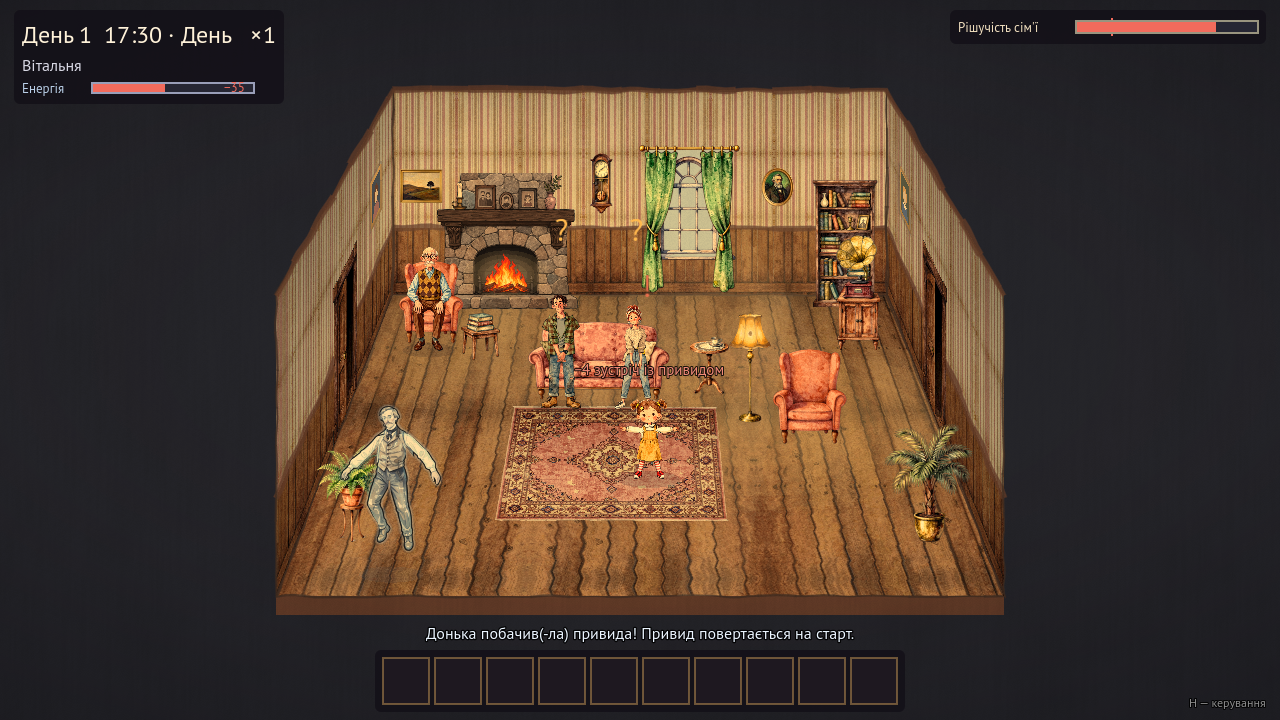 День 1 17:30 · День ×1
Вітальня
Енергія −35
Рішучість сім'ї
? ?
−4 зустріч із привидом
Донька побачив(-ла) привида! Привид повертається на старт.
H — керування